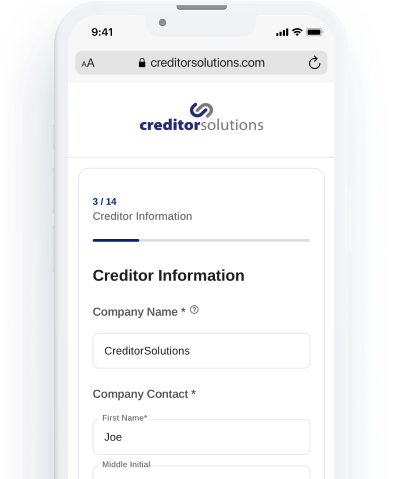 9:41
AA creditorsolutions.com
creditorsolutions
3 / 14
Creditor Information
Creditor Information
Company Name *
CreditorSolutions
Company Contact *
First Name*
Joe
Middle Initial